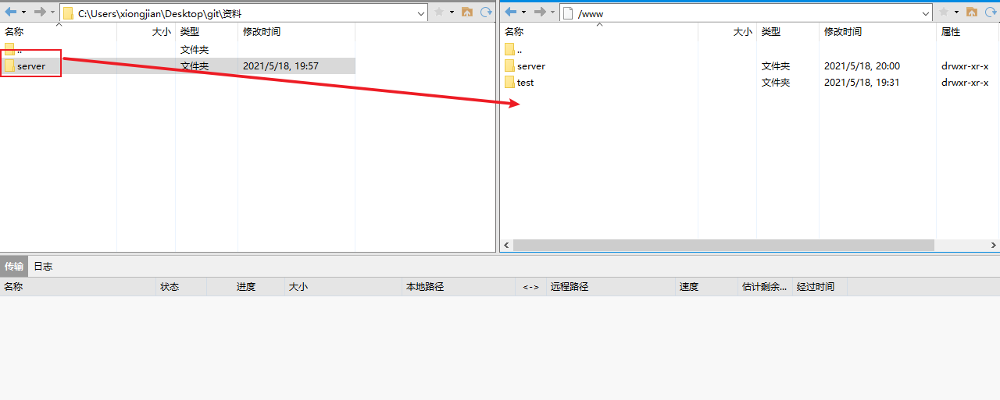 C:\Users\xiongjian\Desktop\git\资料
/www
名称 大小 类型 修改时间
.. 文件夹
server 文件夹 2021/5/18, 19:57
名称 大小 类型 修改时间 属性
..
server 文件夹 2021/5/18, 20:00 drwxr-xr-x
test 文件夹 2021/5/18, 19:31 drwxr-xr-x
传输 日志
名称 状态 进度 大小 本地路径 <-> 远程路径 速度 估计剩余... 经过时间